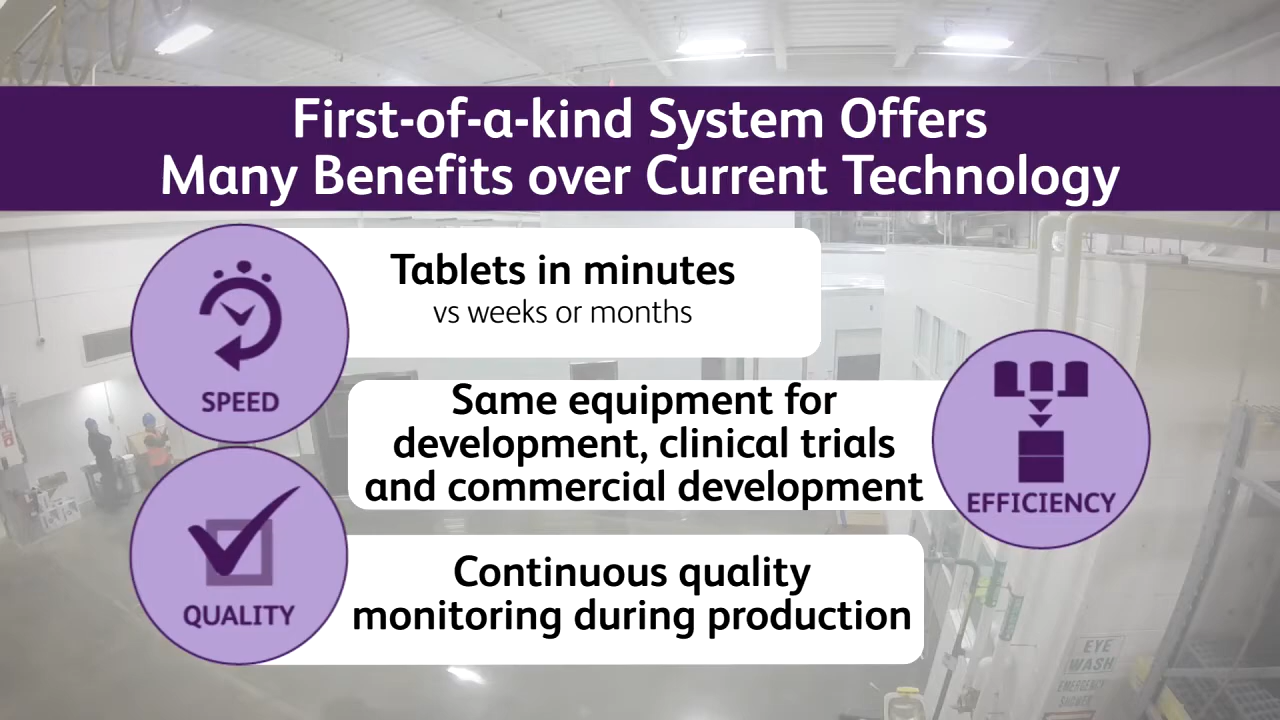 First-of-a-kind System Offers
Many Benefits over Current Technology
SPEED
Tablets in minutes
vs weeks or months
Same equipment for
development, clinical trials
and commercial development
EFFICIENCY
QUALITY
Continuous quality
monitoring during production
EYE
WASH
EMERGENCY